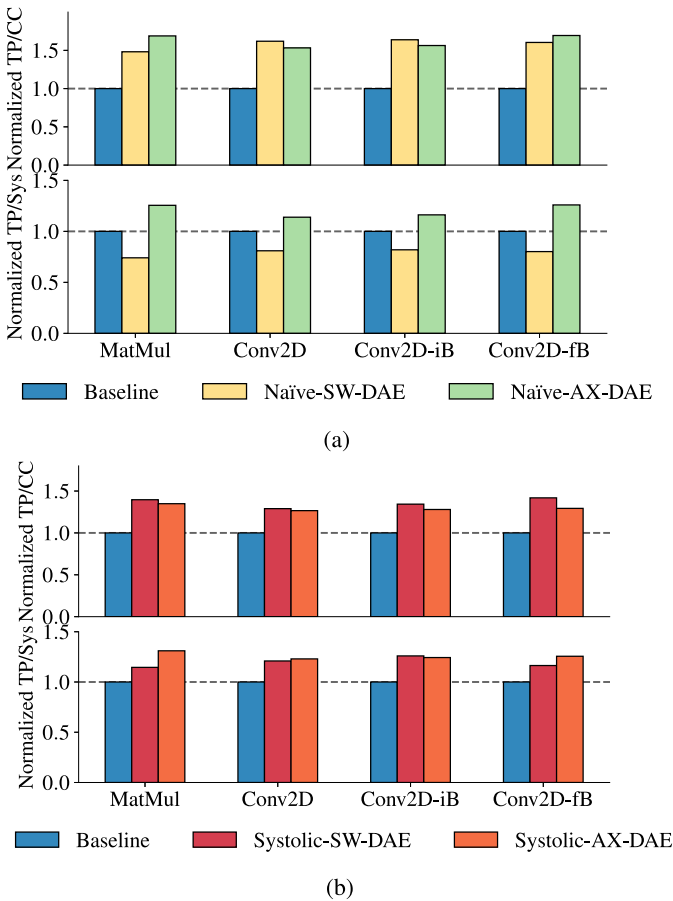 Normalized TP/CC
1.5
1.0
0.5
0.0
Normalized TP/Sys
1.5
1.0
0.5
0.0
MatMul Conv2D Conv2D-iB Conv2D-fB
Baseline Naïve-SW-DAE Naïve-AX-DAE
(a)
Normalized TP/CC
1.5
1.0
0.5
0.0
Normalized TP/Sys
1.5
1.0
0.5
0.0
MatMul Conv2D Conv2D-iB Conv2D-fB
Baseline Systolic-SW-DAE Systolic-AX-DAE
(b)